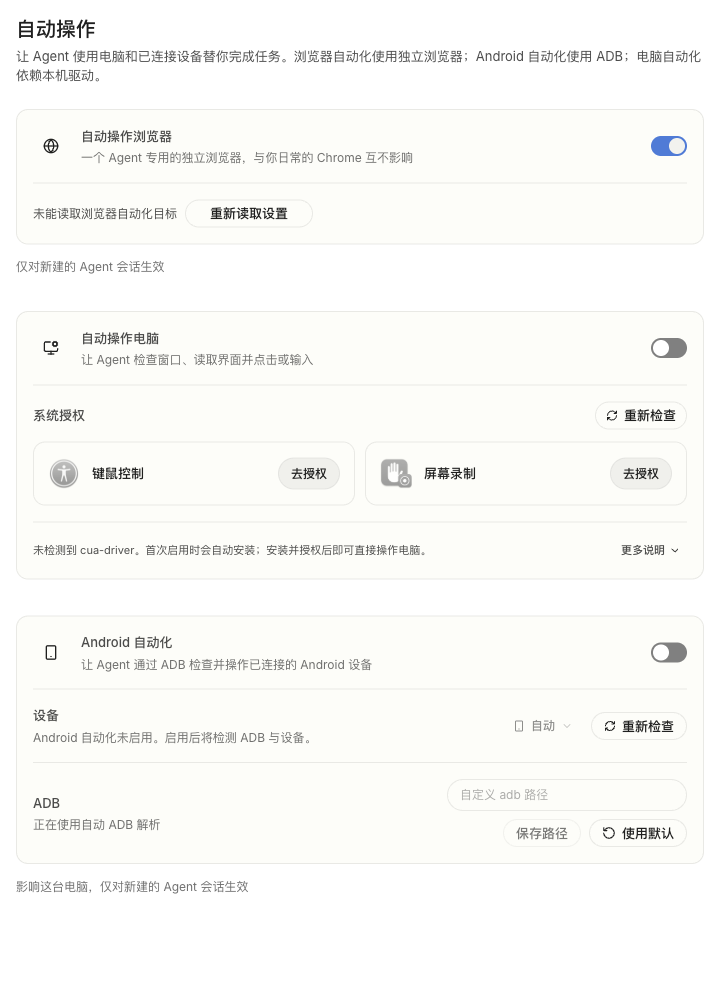 自动操作
让 Agent 使用电脑和已连接设备替你完成任务。浏览器自动化使用独立浏览器；Android 自动化使用 ADB；电脑自动化
依赖本机驱动。
自动操作浏览器
一个 Agent 专用的独立浏览器，与你日常的 Chrome 互不影响
未能读取浏览器自动化目标
重新读取设置
仅对新建的 Agent 会话生效
自动操作电脑
让 Agent 检查窗口、读取界面并点击或输入
系统授权
重新检查
键鼠控制
去授权
屏幕录制
去授权
未检测到 cua-driver。首次启用时会自动安装；安装并授权后即可直接操作电脑。
更多说明
Android 自动化
让 Agent 通过 ADB 检查并操作已连接的 Android 设备
设备
Android 自动化未启用。启用后将检测 ADB 与设备。
自动
重新检查
ADB
正在使用自动 ADB 解析
自定义 adb 路径
保存路径
使用默认
影响这台电脑，仅对新建的 Agent 会话生效